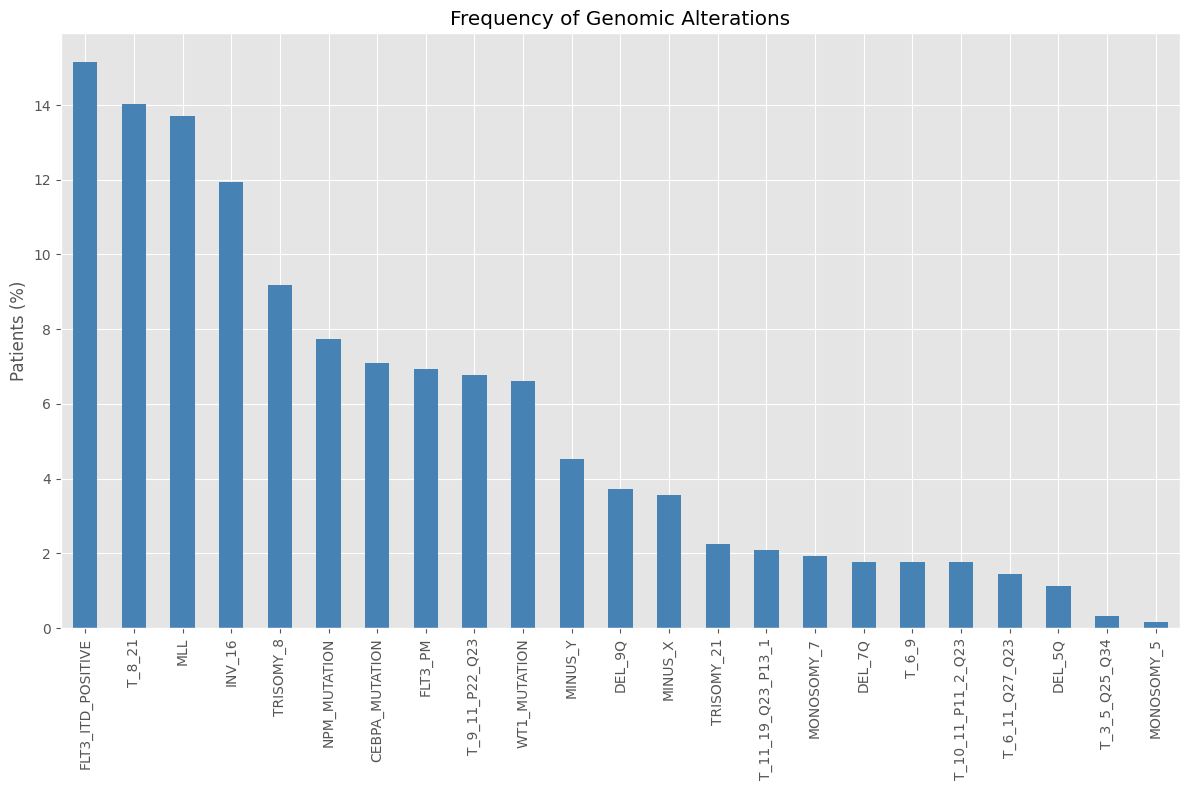 Frequency of Genomic Alterations
Patients (%)
14
12
10
8
6
4
2
0
FLT3_ITD_POSITIVE
T_8_21
MLL
INV_16
TRISOMY_8
NPM_MUTATION
CEBPA_MUTATION
FLT3_PM
T_9_11_P22_Q23
WT1_MUTATION
MINUS_Y
DEL_9Q
MINUS_X
TRISOMY_21
T_11_19_Q23_P13_1
MONOSOMY_7
DEL_7Q
T_6_9
T_10_11_P11_2_Q23
T_6_11_Q27_Q23
DEL_5Q
T_3_5_Q25_Q34
MONOSOMY_5